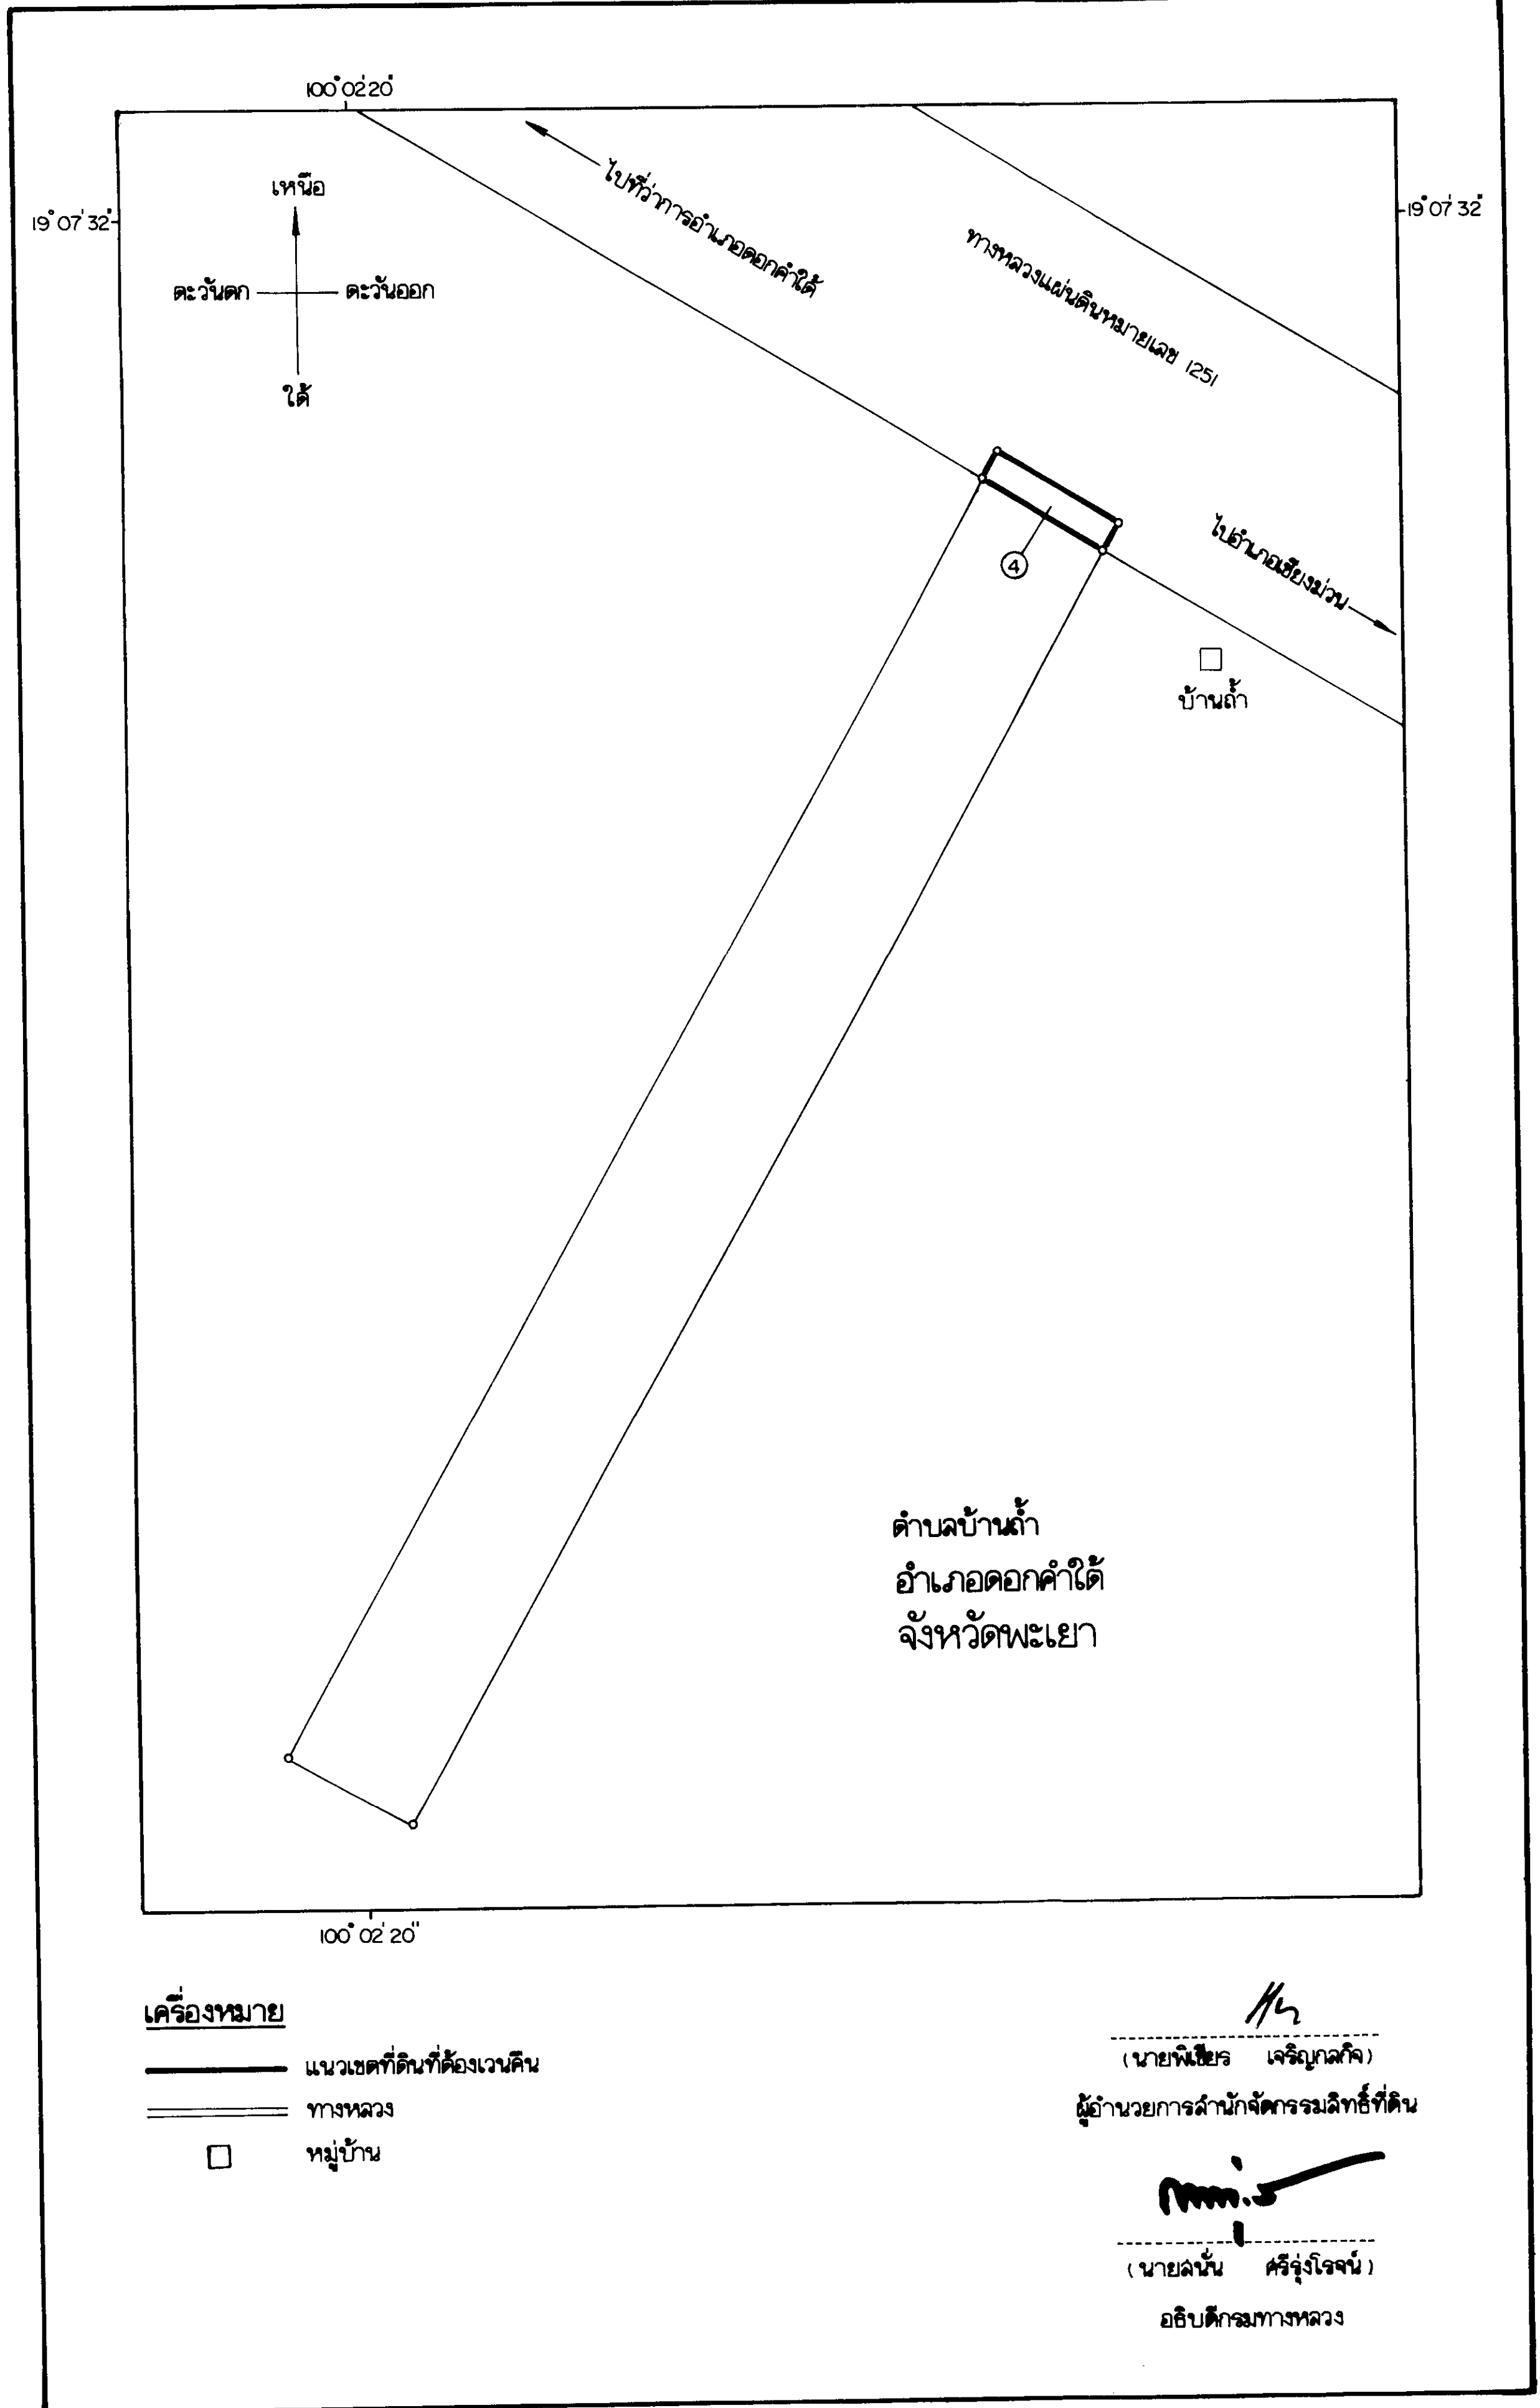 100° 02' 20"
19° 07' 32"
19° 07' 32"
เหนือ
ตะวันตก
ตะวันออก
ใต้
ไปที่ว่าการอำเภอดอกคำใต้
ทางหลวงแผ่นดินหมายเลข 1251
4
ไปอำเภอเชียงม่วน
บ้านถ้ำ
ตำบลบ้านถ้ำ
อำเภอดอกคำใต้
จังหวัดพะเยา
100° 02' 20"
เครื่องหมาย
แนวเขตที่ดินที่ต้องเวนคืน
ทางหลวง
หมู่บ้าน
(นายพิเชียร เจริญกลกิจ)
ผู้อำนวยการสำนักจัดกรรมสิทธิ์ที่ดิน
(นายสนั่น ศรีรุ่งโรจน์)
อธิบดีกรมทางหลวง